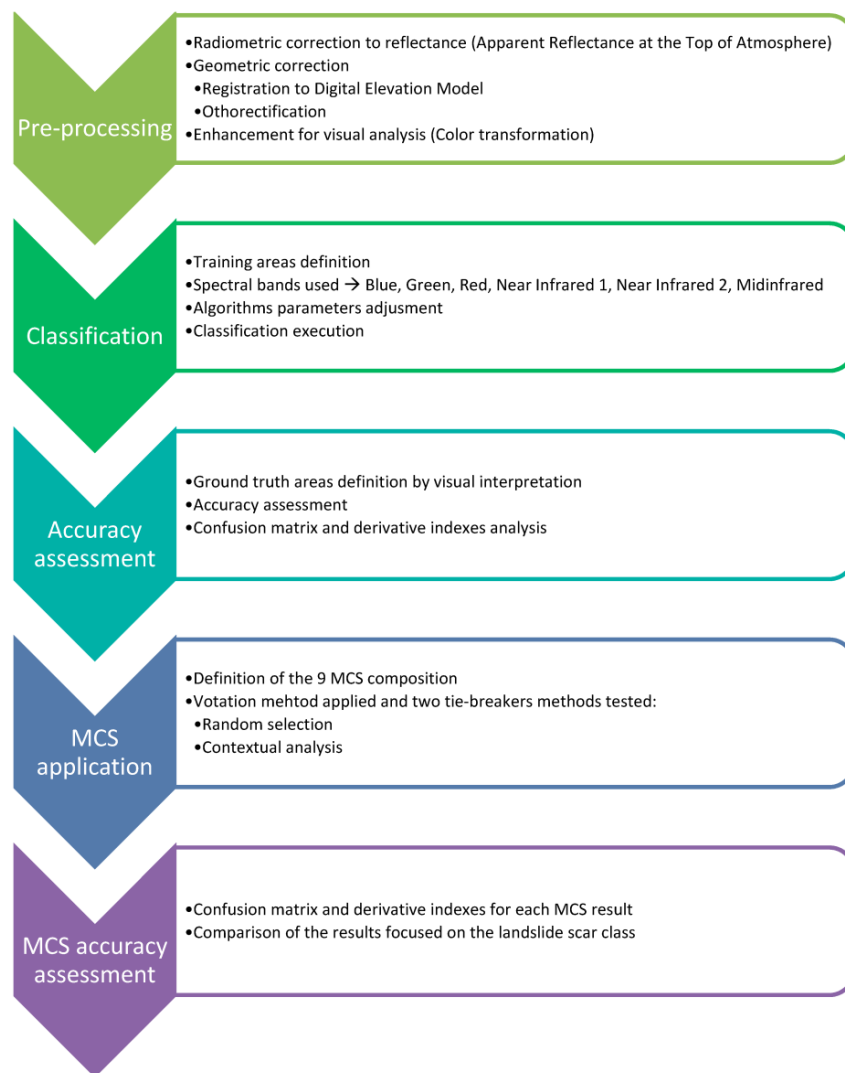 Pre-processing
•Radiometric correction to reflectance (Apparent Reflectance at the Top of Atmosphere)
•Geometric correction
•Registration to Digital Elevation Model
•Othorectification
•Enhancement for visual analysis (Color transformation)
Classification
•Training areas definition
•Spectral bands used → Blue, Green, Red, Near Infrared 1, Near Infrared 2, Midinfrared
•Algorithms parameters adjusment
•Classification execution
Accuracy
assessment
•Ground truth areas definition by visual interpretation
•Accuracy assessment
•Confusion matrix and derivative indexes analysis
MCS
application
•Definition of the 9 MCS composition
•Votation mehtod applied and two tie-breakers methods tested:
•Random selection
•Contextual analysis
MCS accuracy
assessment
•Confusion matrix and derivative indexes for each MCS result
•Comparison of the results focused on the landslide scar class